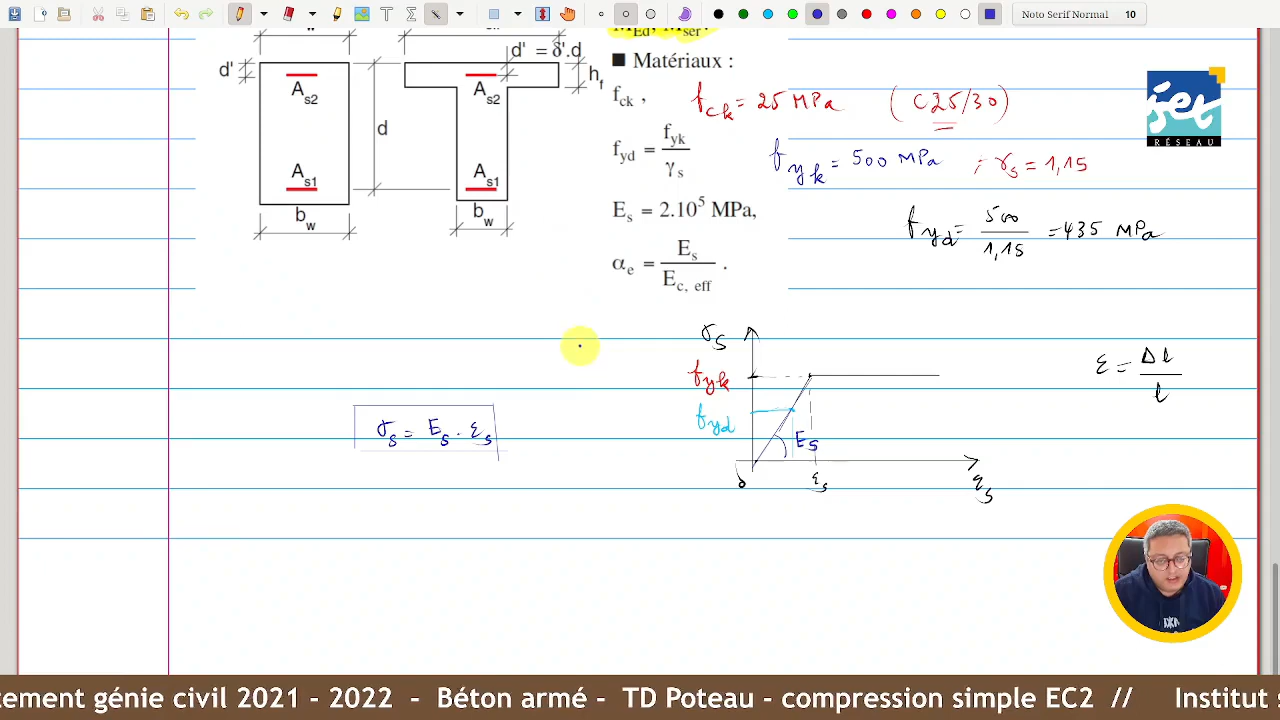 Noto Serif Normal 10
M_Ed, M_ser.
d' = δ'.d
■ Matériaux :
d'
h_f
A_s2
A_s2
f_ck ,
f_ck = 25 MPa (C25/30)
d
f_yd = f_yk / γ_s
f_yk = 500 MPa ; γ_s = 1,15
A_s1
A_s1
E_s = 2.10^5 MPa,
f_yd = 500 / 1,15 = 435 MPa
b_w
b_w
α_e = E_s / E_c, eff .
σ_s
f_yk
ε = Δl / l
f_yd
σ_s = E_s . ε_s
E_s
0
ε_s
ε_s
iset
RÉSEAU
cement génie civil 2021 - 2022 - Béton armé - TD Poteau - compression simple EC2 // Institut